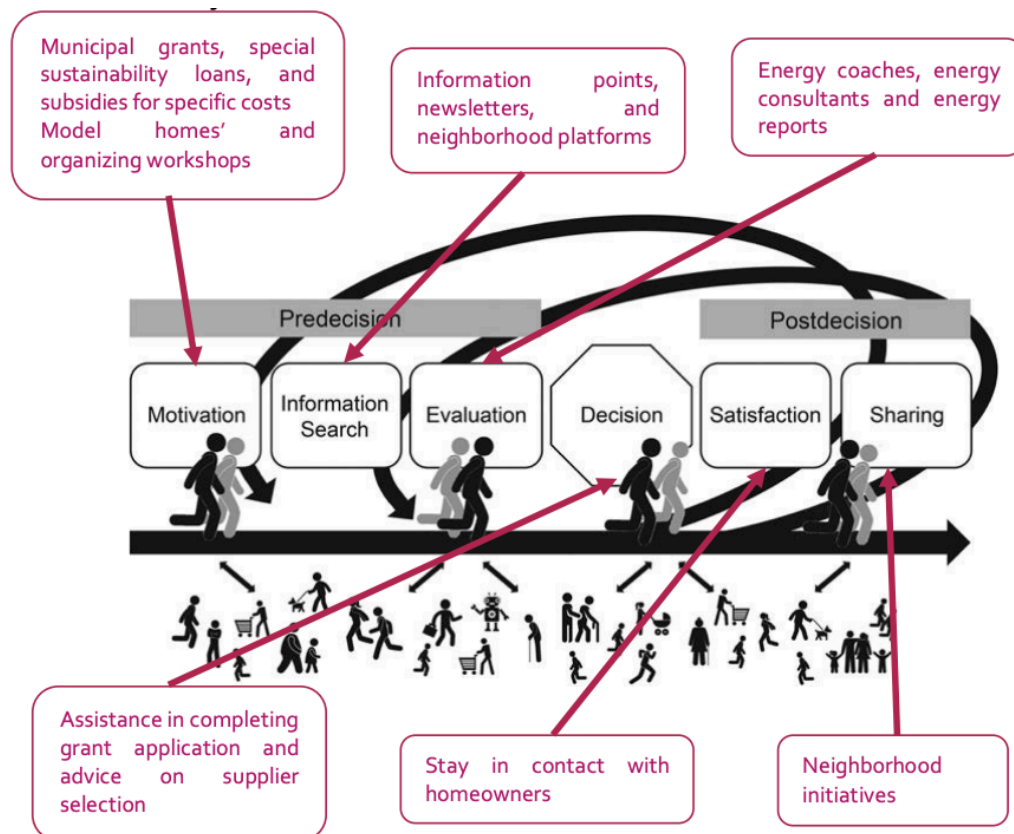 Municipal grants, special
sustainability loans, and
subsidies for specific costs
Model homes’ and
organizing workshops
Information points,
newsletters, and
neighborhood platforms
Energy coaches, energy
consultants and energy
reports
Predecision
Postdecision
Motivation
Information
Search
Evaluation
Decision
Satisfaction
Sharing
Assistance in completing
grant application and
advice on supplier
selection
Stay in contact with
homeowners
Neighborhood
initiatives